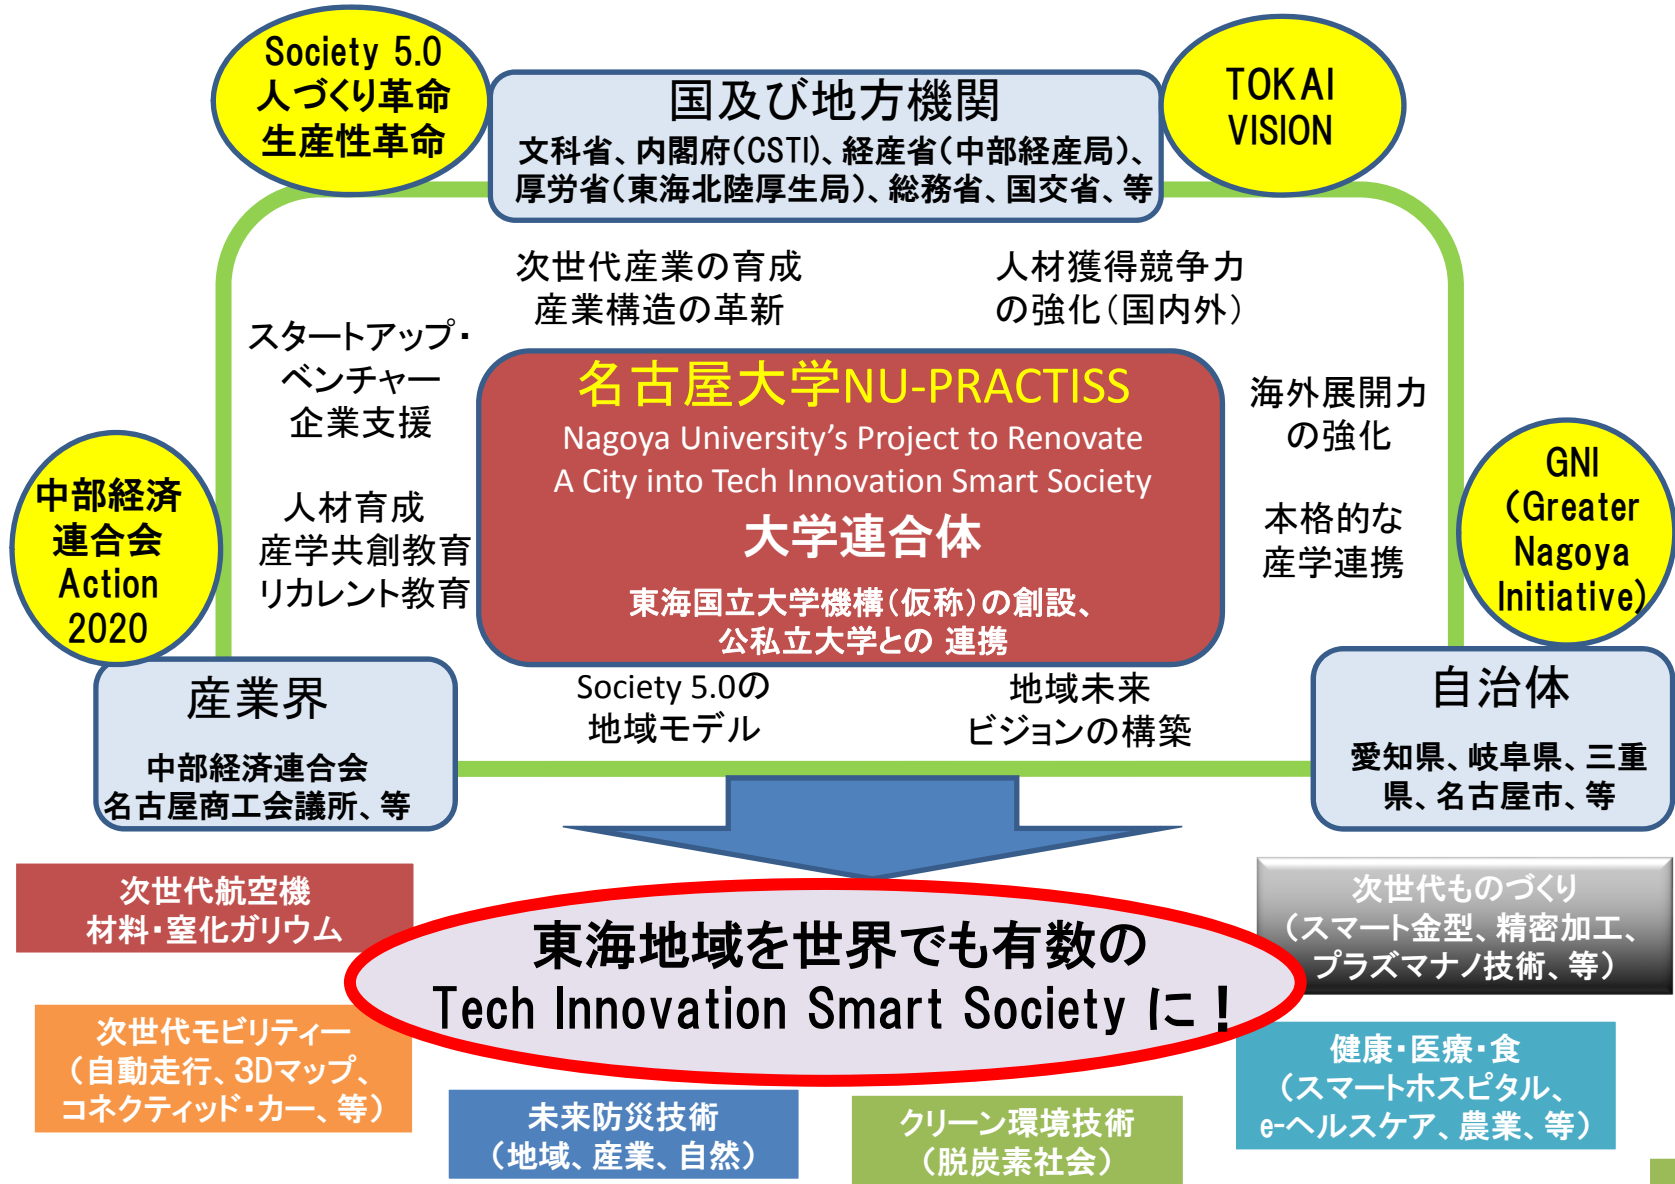 Society 5.0
人づくり革命
生産性革命
国及び地方機関
文科省、内閣府(CSTI)、経産省(中部経産局)、
厚労省(東海北陸厚生局)、総務省、国交省、等
TOKAI
VISION
次世代産業の育成
産業構造の革新
人材獲得競争力
の強化(国内外)
スタートアップ・
ベンチャー
企業支援
人材育成
産学共創教育
リカレント教育
名古屋大学NU-PRACTISS
Nagoya University’s Project to Renovate
A City into Tech Innovation Smart Society
大学連合体
東海国立大学機構(仮称)の創設、
公私立大学との 連携
海外展開力
の強化
本格的な
産学連携
中部経済
連合会
Action
2020
GNI
(Greater
Nagoya
Initiative)
産業界
中部経済連合会
名古屋商工会議所、等
Society 5.0の
地域モデル
地域未来
ビジョンの構築
自治体
愛知県、岐阜県、三重
県、名古屋市、等
次世代航空機
材料・窒化ガリウム
東海地域を世界でも有数の
Tech Innovation Smart Society に！
次世代ものづくり
(スマート金型、精密加工、
プラズマナノ技術、等)
次世代モビリティー
(自動走行、3Dマップ、
コネクティッド・カー、等)
未来防災技術
(地域、産業、自然)
クリーン環境技術
(脱炭素社会)
健康・医療・食
(スマートホスピタル、
e-ヘルスケア、農業、等)